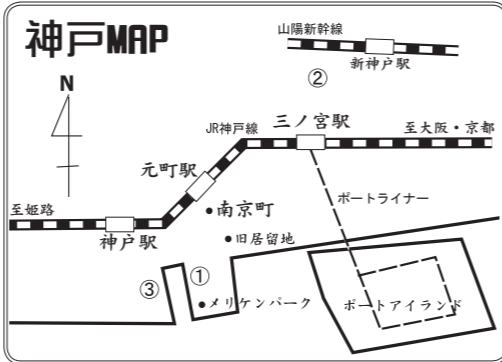 神戸MAP
山陽新幹線
新神戸駅
②
N
JR神戸線
三ノ宮駅
至大阪・京都
元町駅
ポートライナー
至姫路
南京町
神戸駅
旧居留地
①
③
メリケンパーク
ポートアイランド